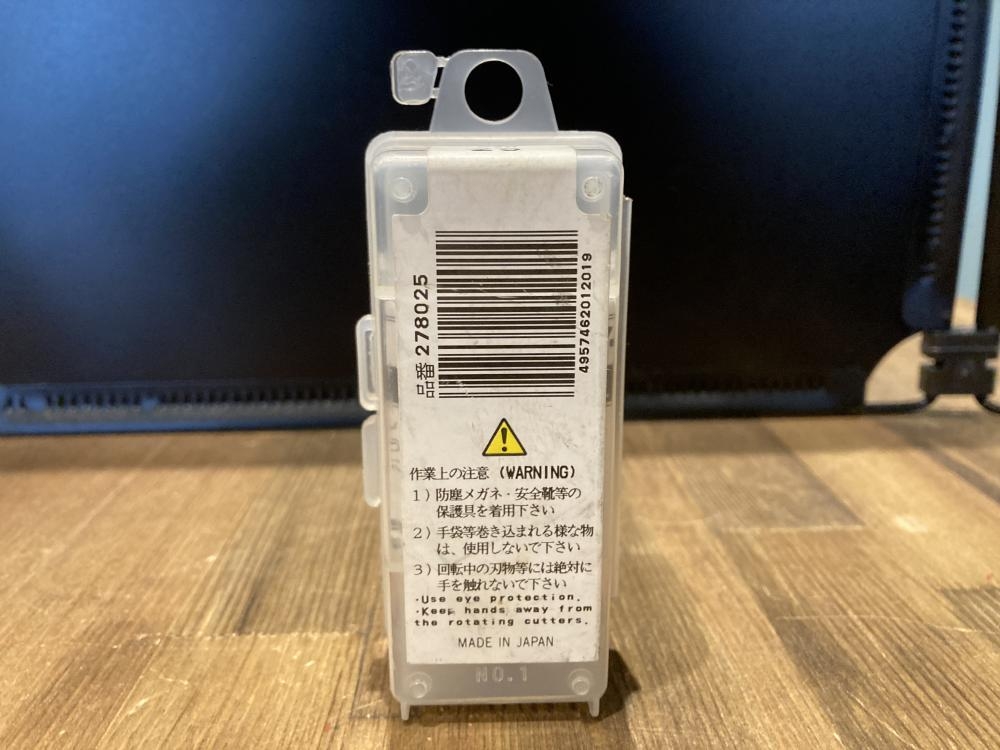 品番 278025
4957462012019
作業上の注意 (WARNING)
1）防塵メガネ・安全靴等の
保護具を着用下さい
2）手袋等巻き込まれる様な物
は、使用しないで下さい
3）回転中の刃物等には絶対に
手を触れないで下さい
・Use eye protection.
・Keep hands away from
the rotating cutters.
MADE IN JAPAN
NO.1